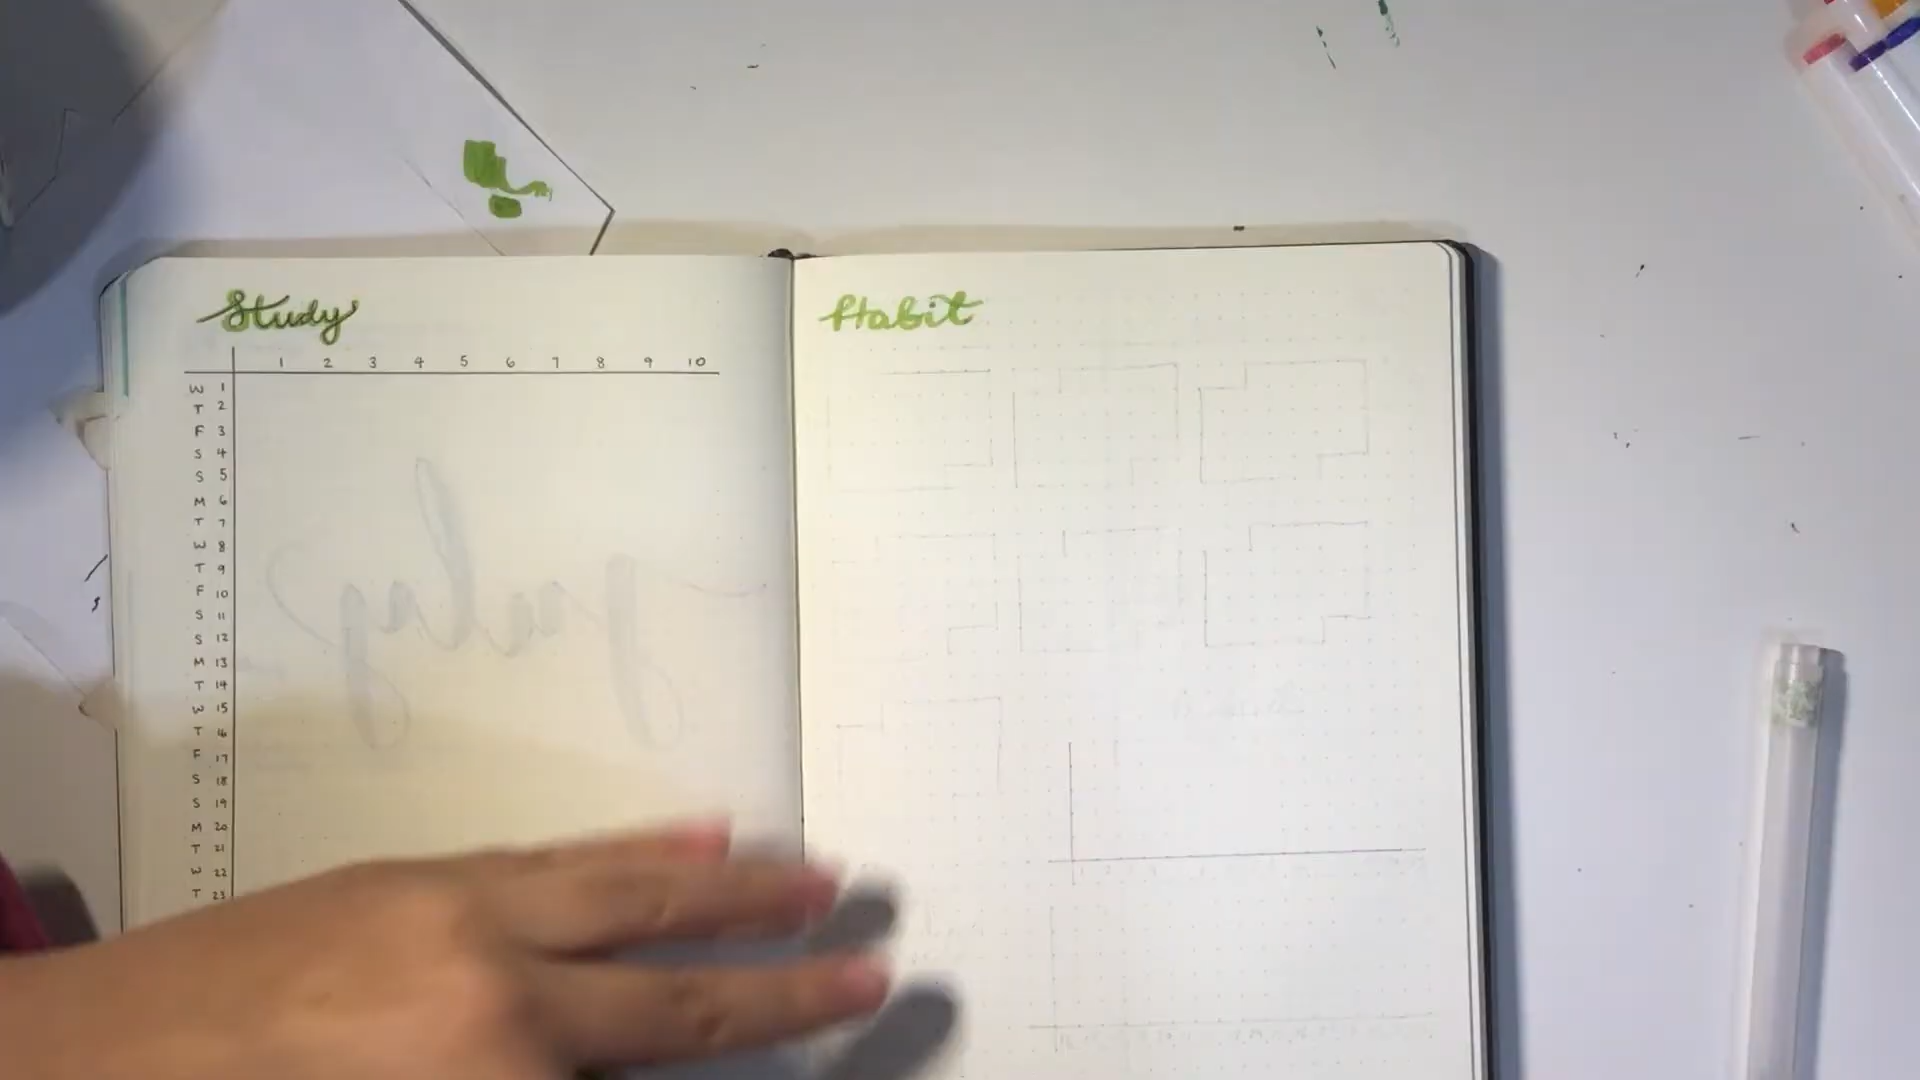 Study
1 2 3 4 5 6 7 8 9 10
W 1
T 2
F 3
S 4
S 5
M 6
T 7
W 8
T 9
F 10
S 11
S 12
M 13
T 14
W 15
T 16
F 17
S 18
S 19
M 20
T 21
W 22
T 23
Habit